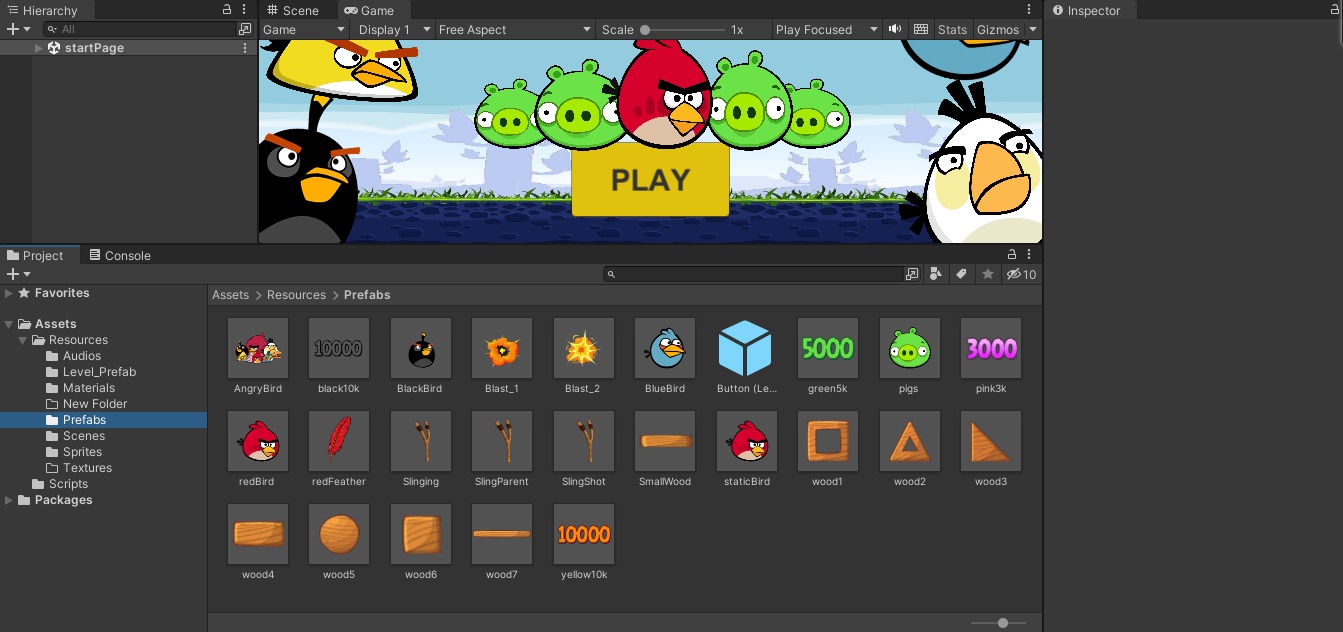 Hierarchy
All
startPage
Scene
Game
Game
Display 1
Free Aspect
Scale
1x
Play Focused
Stats
Gizmos
PLAY
Inspector
Project
Console
10
Favorites
Assets
Resources
Audios
Level_Prefab
Materials
New Folder
Prefabs
Scenes
Sprites
Textures
Scripts
Packages
Assets > Resources > Prefabs
10000
5000
3000
AngryBird
black10k
BlackBird
Blast_1
Blast_2
BlueBird
Button (Le...
green5k
pigs
pink3k
redBird
redFeather
Slinging
SlingParent
SlingShot
SmallWood
staticBird
wood1
wood2
wood3
10000
wood4
wood5
wood6
wood7
yellow10k